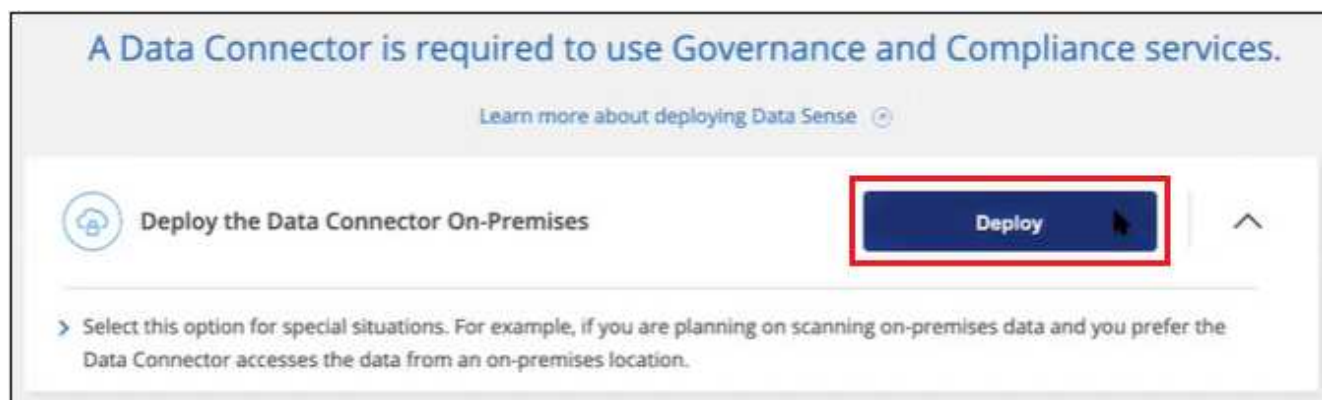 A Data Connector is required to use Governance and Compliance services.
Learn more about deploying Data Sense
Deploy the Data Connector On-Premises
Deploy
Select this option for special situations. For example, if you are planning on scanning on-premises data and you prefer the
Data Connector accesses the data from an on-premises location.